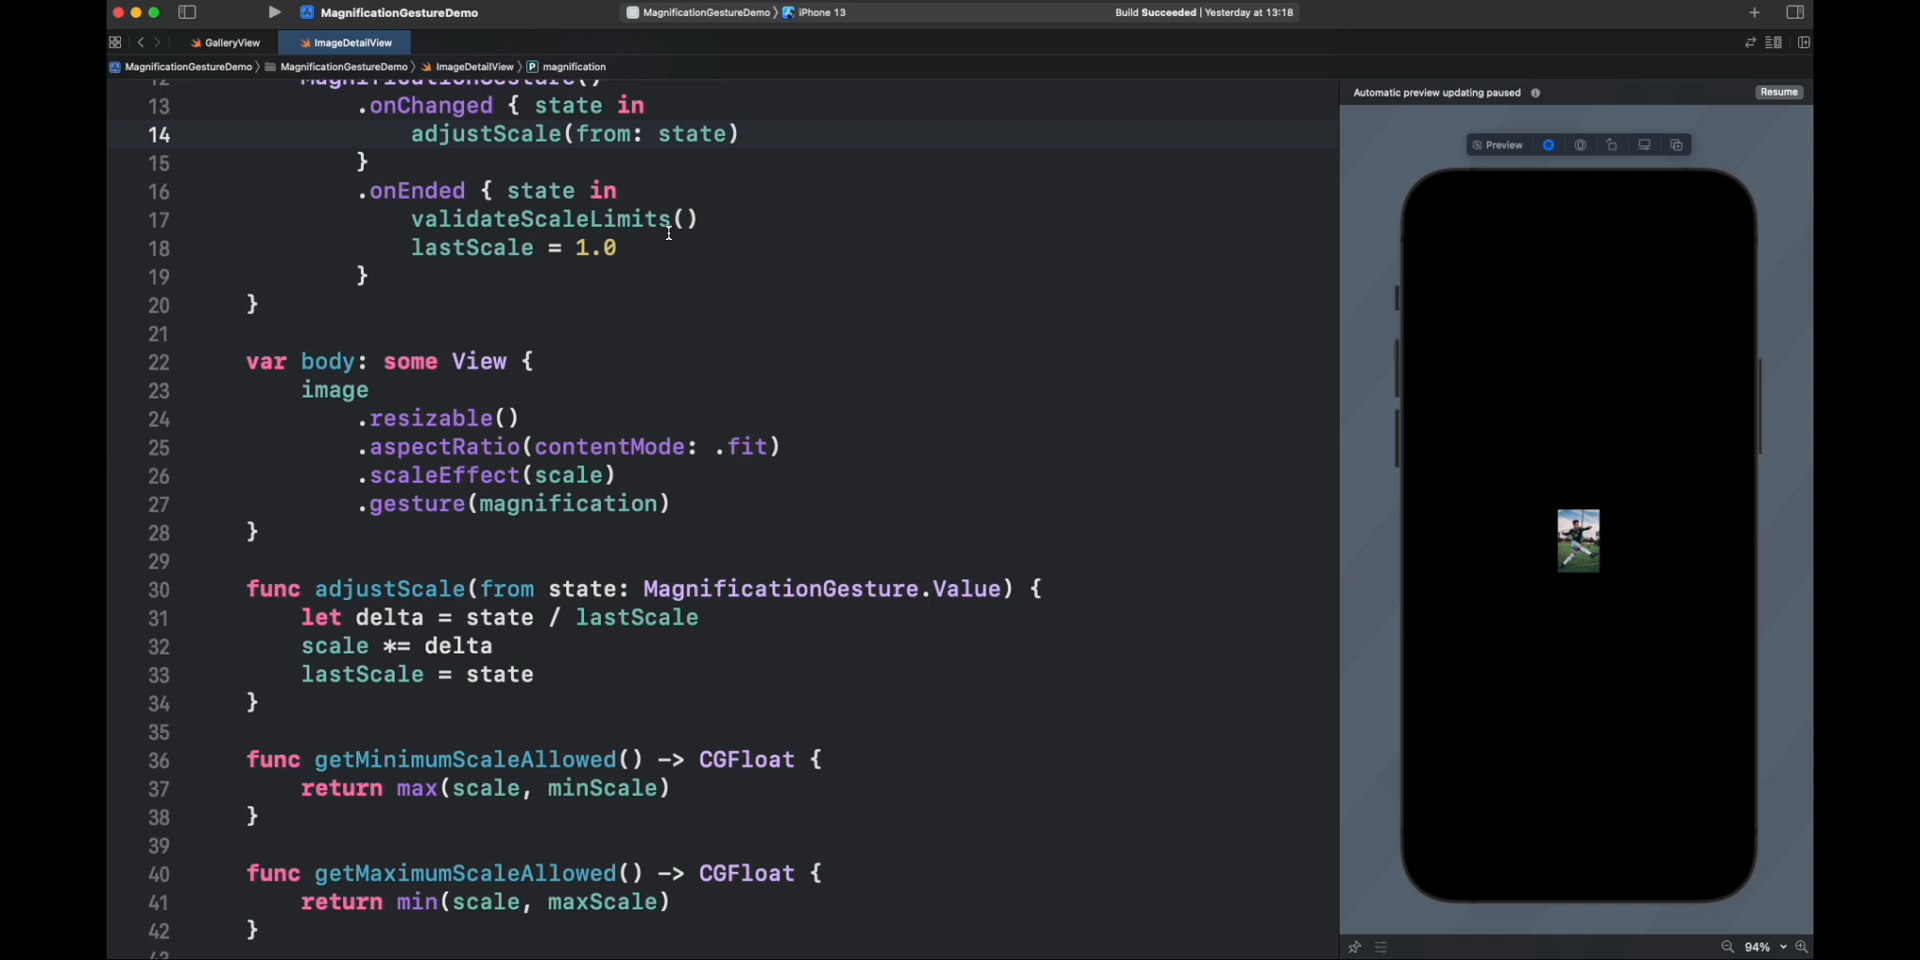 MagnificationGestureDemo
MagnificationGestureDemo 〉 iPhone 13
Build Succeeded | Yesterday at 13:18
GalleryView
ImageDetailView
MagnificationGestureDemo 〉 MagnificationGestureDemo 〉 ImageDetailView 〉 P magnification
12 MagnificationGesture()
13 .onChanged { state in
14 adjustScale(from: state)
15 }
16 .onEnded { state in
17 validateScaleLimits()
18 lastScale = 1.0
19 }
20 }
21
22 var body: some View {
23 image
24 .resizable()
25 .aspectRatio(contentMode: .fit)
26 .scaleEffect(scale)
27 .gesture(magnification)
28 }
29
30 func adjustScale(from state: MagnificationGesture.Value) {
31 let delta = state / lastScale
32 scale *= delta
33 lastScale = state
34 }
35
36 func getMinimumScaleAllowed() -> CGFloat {
37 return max(scale, minScale)
38 }
39
40 func getMaximumScaleAllowed() -> CGFloat {
41 return min(scale, maxScale)
42 }
43
Automatic preview updating paused
Resume
Preview
94%